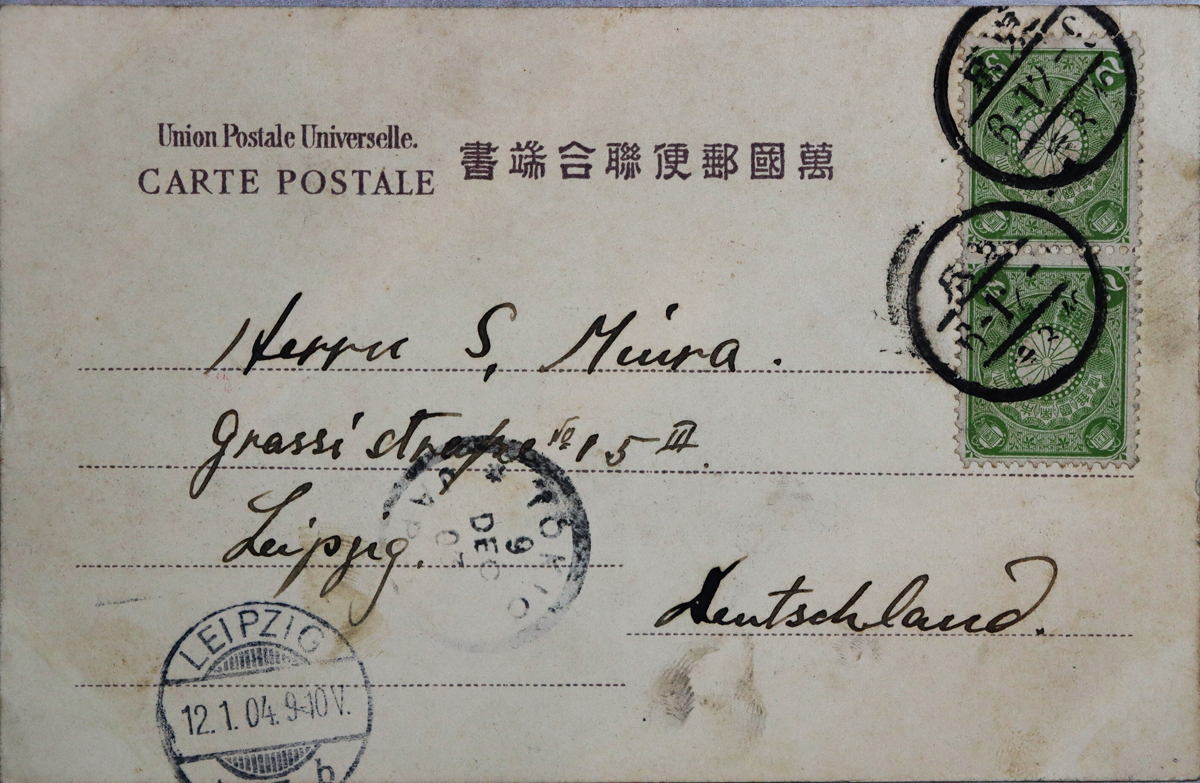 Union Postale Universelle.
CARTE POSTALE
書端合聯便郵國萬
Herrn S. Miura.
Grassi strasse No 15 III.
Leipzig.
Deutschland.
TOKIO
9
DEC
JAPAN
LEIPZIG
12.1.04. 9-10V.
b